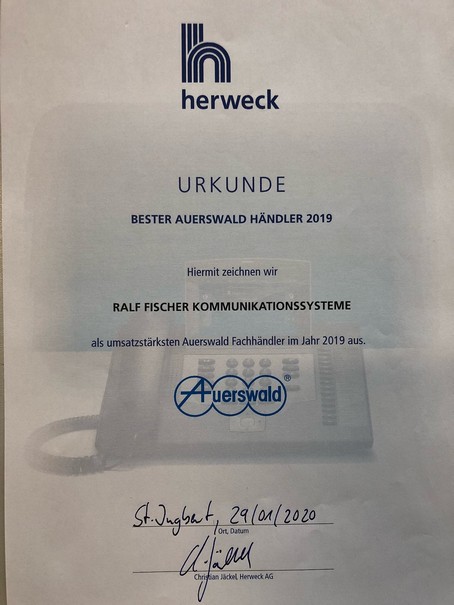 herweck
URKUNDE
BESTER AUERSWALD HÄNDLER 2019
Hiermit zeichnen wir
RALF FISCHER KOMMUNIKATIONSSYSTEME
als umsatzstärksten Auerswald Fachhändler im Jahr 2019 aus.
Auerswald®
St. Ingbert, 29/01/2020
Ort, Datum
C. Jäckel
Christian Jäckel, Herweck AG